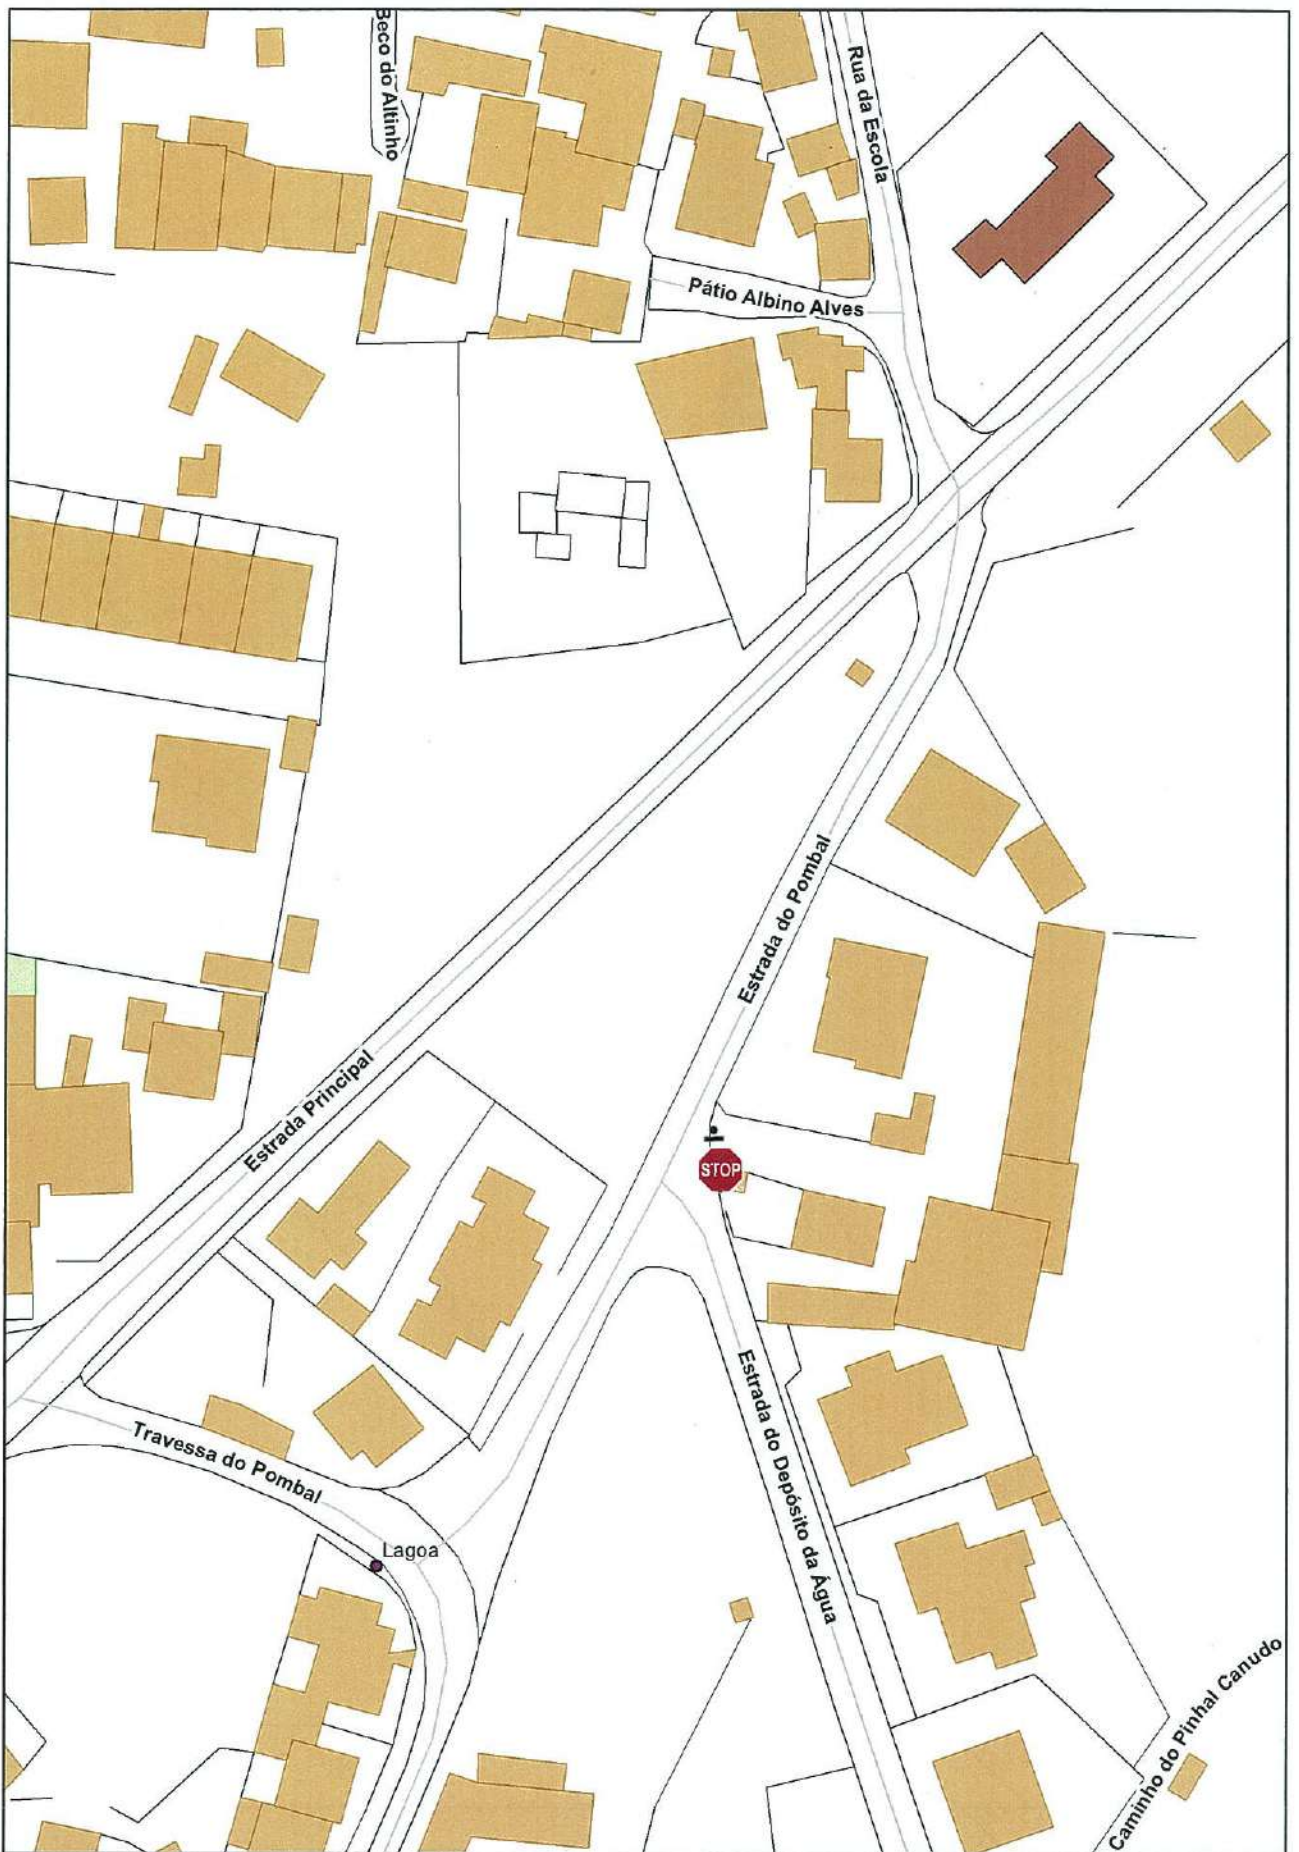 Beco do Altinho
Rua da Escola
Pátio Albino Alves
Estrada do Pombal
Estrada Principal
STOP
Estrada do Depósito da Água
Travessa do Pombal
Lagoa
Caminho do Pinhal Canudo